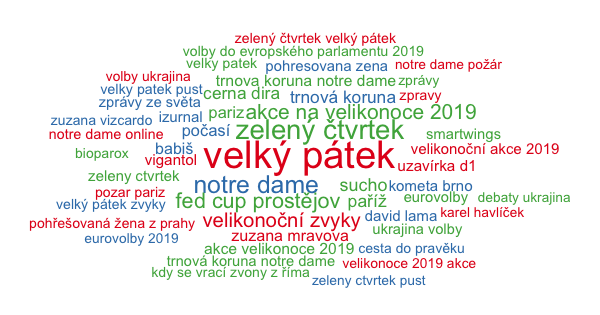 zelený čtvrtek velký pátek
volby do evropského parlamentu 2019
velky patek pohresovana zena notre dame požár
volby ukrajina trnova koruna notre dame zprávy
velky patek pust cerna dira trnová koruna zpravy
zprávy ze světa pariz akce na velikonoce 2019
zuzana vizcardo izurnal
notre dame online počasí zelený čtvrtek smartwings
bioparox babiš velikonoční akce 2019
vigantol velký pátek uzavírka d1
zeleny ctvrtek
pozar pariz notre dame sucho kometa brno
velký pátek zvyky fed cup prostějov paříž eurovolby debaty ukrajina
pohřešovaná žena z prahy velikonoční zvyky david lama karel havlíček
eurovolby 2019 zuzana mravova ukrajina volby
akce velikonoce 2019 cesta do pravěku
trnová koruna notre dame velikonoce 2019 akce
kdy se vrací zvony z říma
zeleny ctvrtek pust